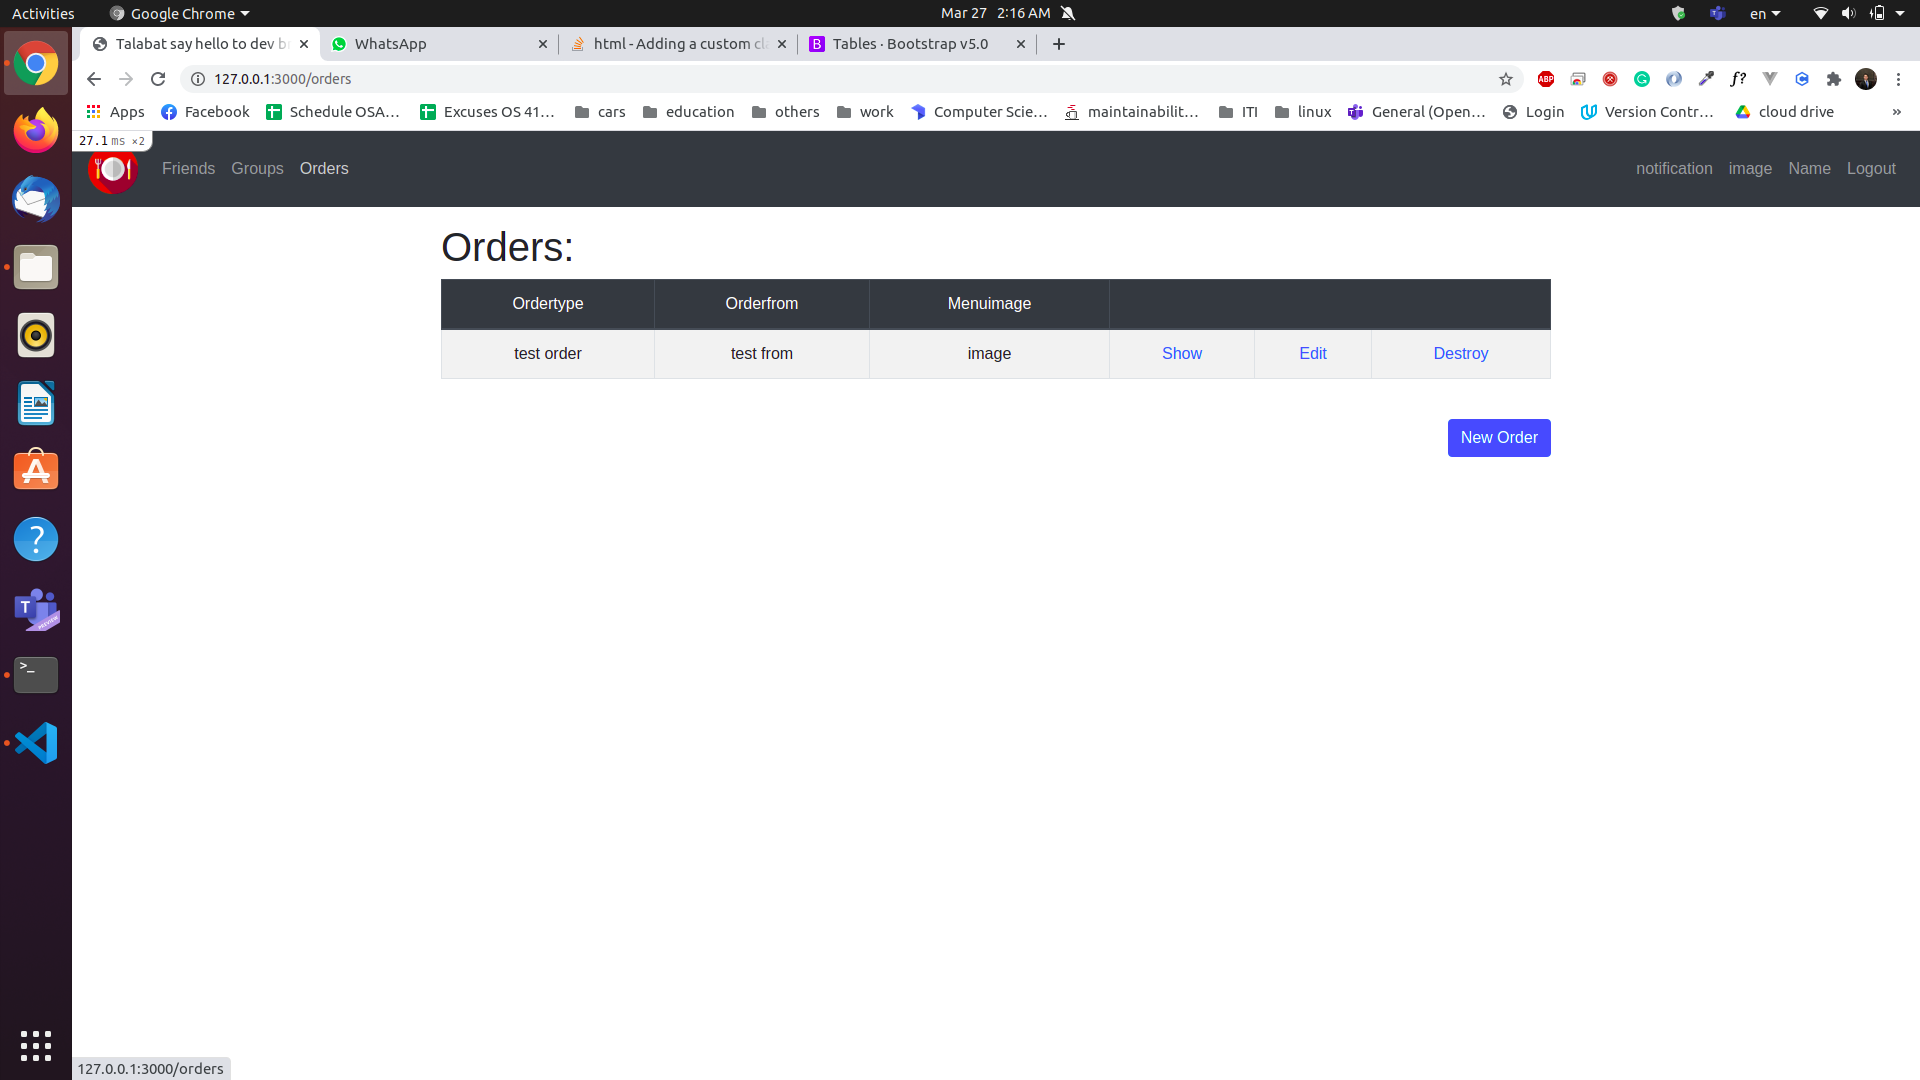 Activities
Google Chrome
Mar 27 2:16 AM
en
Talabat say hello to dev b
WhatsApp
html - Adding a custom cl
Tables · Bootstrap v5.0
127.0.0.1:3000/orders
ABP
f?
Apps
Facebook
Schedule OSA...
Excuses OS 41...
cars
education
others
work
Computer Scie...
maintainabilit...
ITI
linux
General (Open...
Login
Version Contr...
cloud drive
»
27.1 ms ×2
Friends
Groups
Orders
notification
image
Name
Logout
Orders:
Ordertype Orderfrom Menuimage
test order test from image Show Edit Destroy
New Order
127.0.0.1:3000/orders